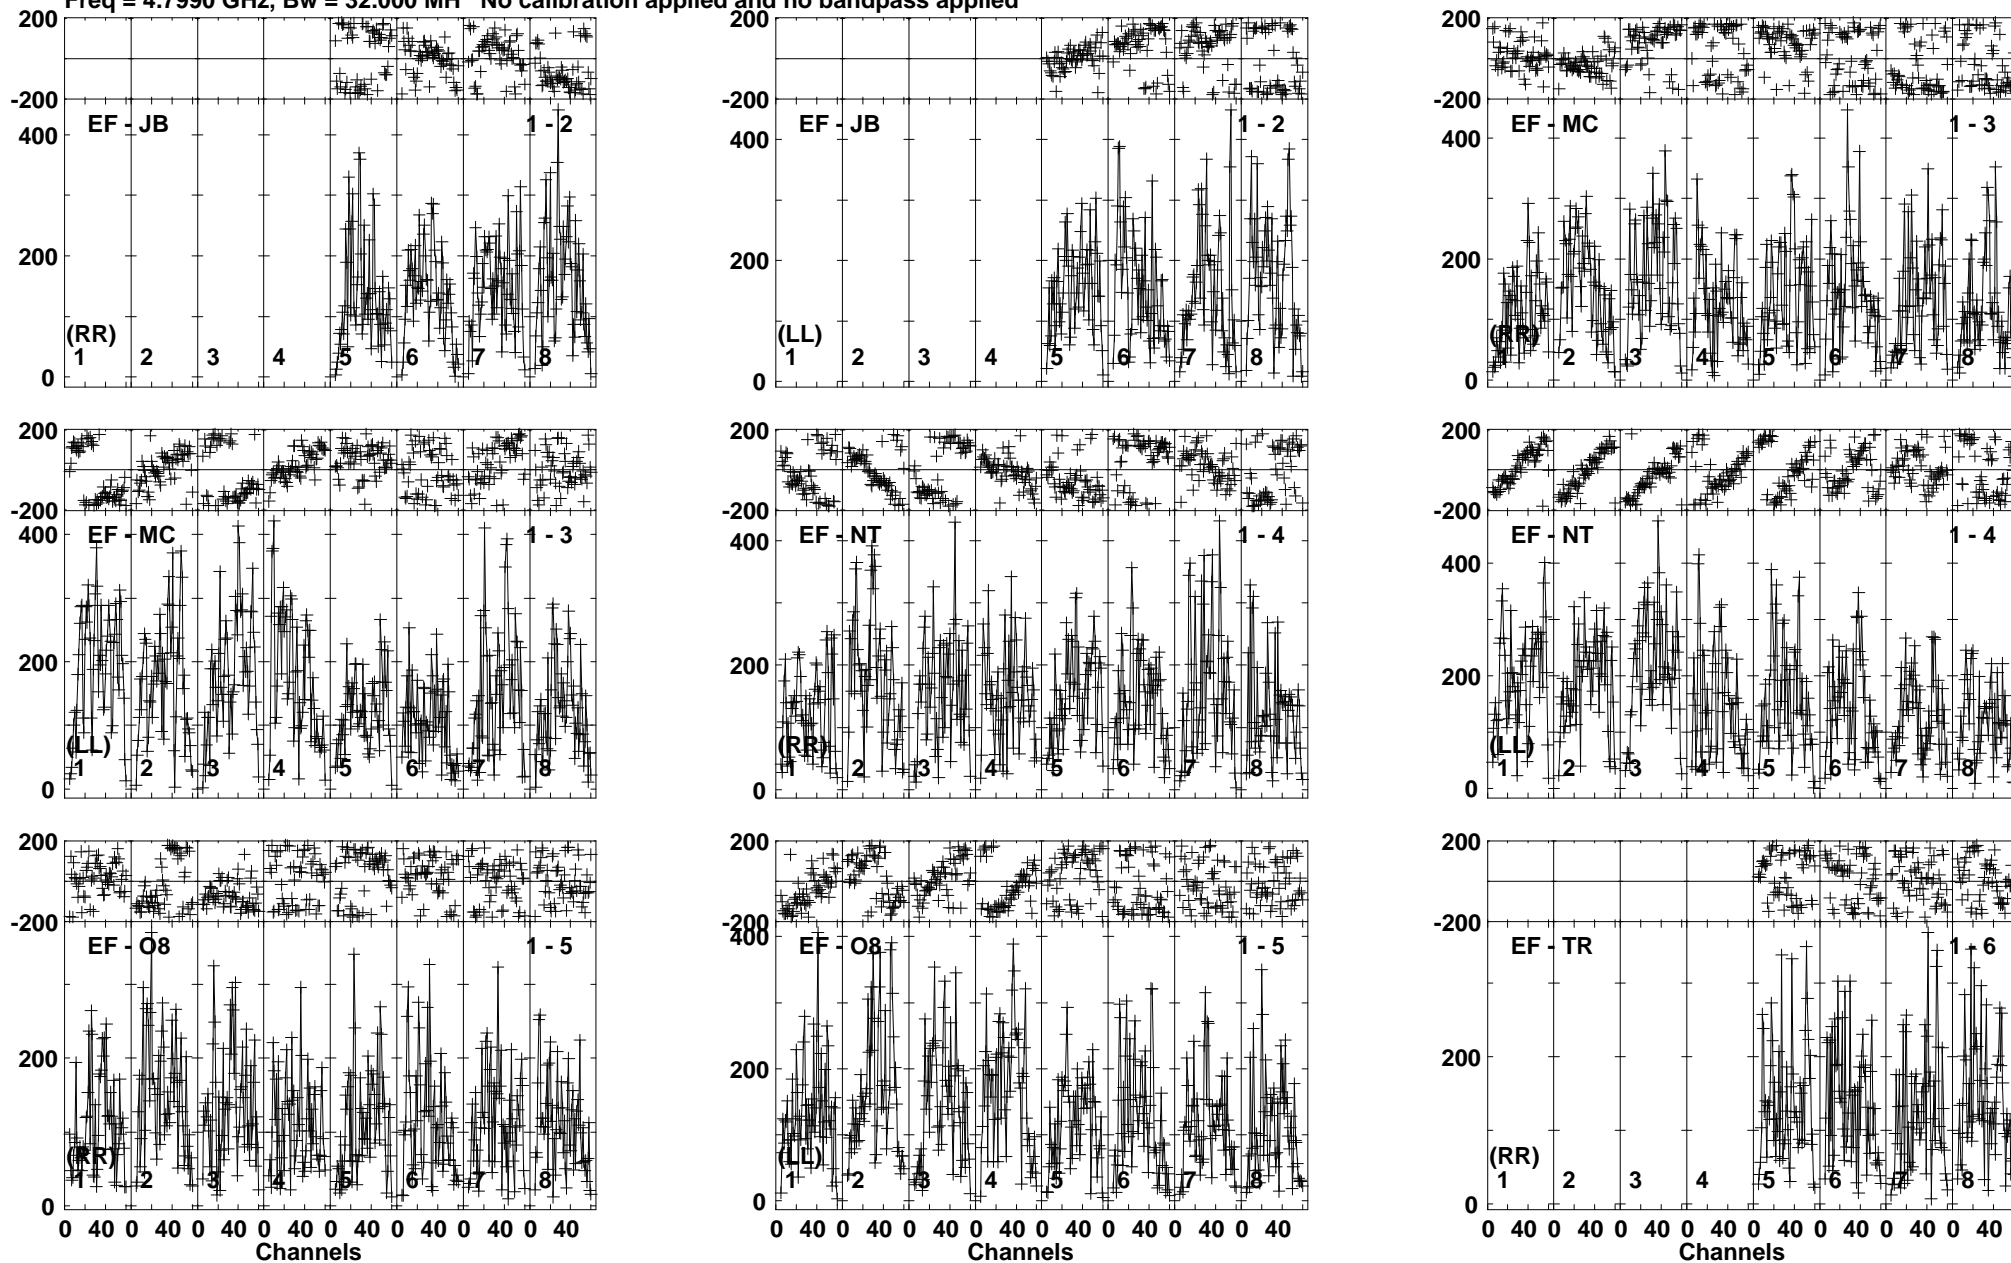 Freq = 4.7990 GHz, Bw = 32.000 MH No calibration applied and no bandpass applied
200 200 200
-200 -200 -200
EF - JB 1 - 2 EF - JB 1 - 2 EF - MC 1 - 3
400 400 400
200 200 200
(RR) (LL) (RR)
1 2 3 4 5 6 7 8 1 2 3 4 5 6 7 8 1 2 3 4 5 6 7 8
0 0 0
200 200 200
-200 -200 -200
EF - MC 1 - 3 EF - NT 1 - 4 EF - NT 1 - 4
400 400 400
200 200 200
(LL) (RR) (LL)
1 2 3 4 5 6 7 8 1 2 3 4 5 6 7 8 1 2 3 4 5 6 7 8
0 0 0
200 200 200
-200 -200 -200
400
EF - O8 1 - 5 EF - O8 1 - 5 EF - TR 1 - 6
200 200 200
(RR) (LL) (RR)
1 2 3 4 5 6 7 8 1 2 3 4 5 6 7 8 1 2 3 4 5 6 7 8
0 0 0
0 40 0 40 0 40 0 40 0 40 0 40 0 40 0 40 0 40 0 40 0 40 0 40 0 40 0 40 0 40 0 40 0 40 0 40 0 40 0 40 0 40 0 40 0 40 0 40
Channels Channels Channels